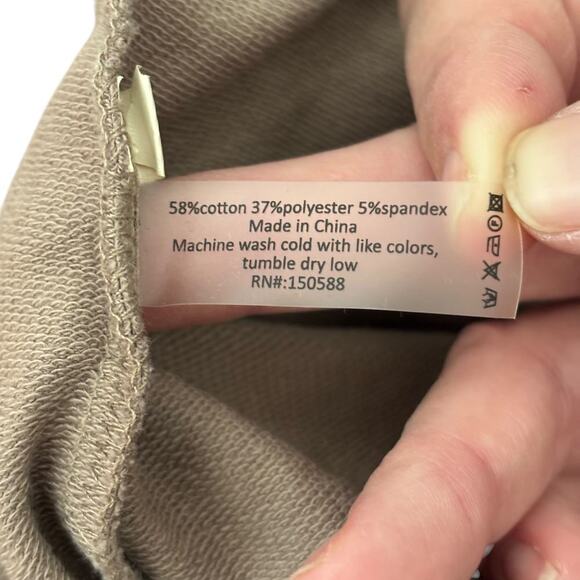 58%cotton 37%polyester 5%spandex
Made in China
Machine wash cold with like colors,
tumble dry low
RN#:150588